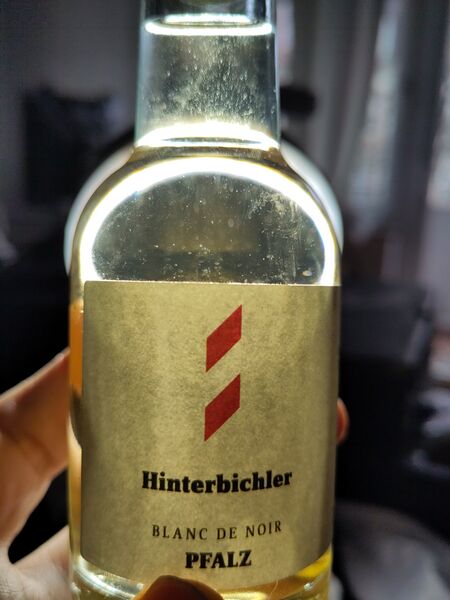 Hinterbichler
BLANC DE NOIR
PFALZ